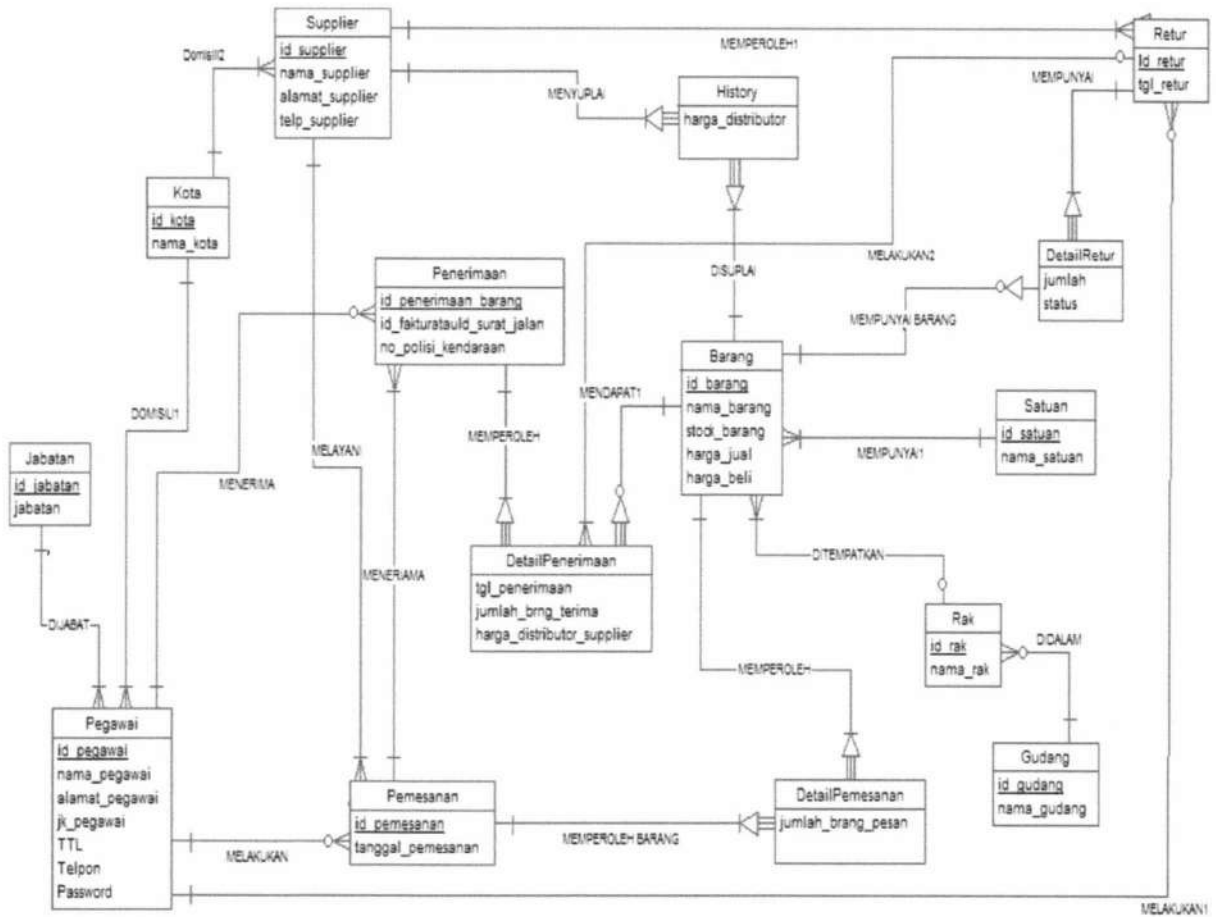 Supplier
id_supplier
nama_supplier
alamat_supplier
telp_supplier
Domisili2
MEMPEROLEH1
Retur
Id_retur
tgl_retur
MEMPUNYAI
MENYUPLAI
History
harga_distributor
Kota
id_kota
nama_kota
DISUPLAI
MELAKUKAN2
DetailRetur
jumlah
status
MEMPUNYAI BARANG
Penerimaan
id_penerimaan_barang
id_fakturatauId_surat_jalan
no_polisi_kendaraan
Barang
id_barang
nama_barang
stock_barang
harga_jual
harga_beli
MENDAPAT1
Satuan
id_satuan
nama_satuan
MEMPUNYAI1
DOMISILI1
MELAYANI
MEMPEROLEH
Jabatan
id_jabatan
jabatan
MENERIMA
DetailPenerimaan
tgl_penerimaan
jumlah_brng_terima
harga_distributor_supplier
MENERIAMA
DITEMPATKAN
Rak
id_rak
nama_rak
DIDALAM
DIJABAT
MEMPEROLEH
Pegawai
id_pegawai
nama_pegawai
alamat_pegawai
jk_pegawai
TTL
Telpon
Password
Gudang
id_gudang
nama_gudang
Pemesanan
id_pemesanan
tanggal_pemesanan
DetailPemesanan
jumlah_brang_pesan
MEMPEROLEH BARANG
MELAKUKAN
MELAKUKAN1